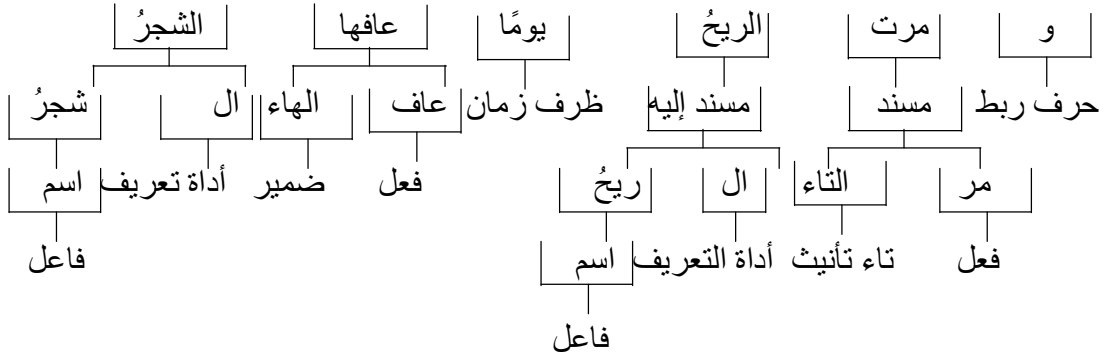 و مرت الريحُ يومًا عافها الشجرُ
حرف ربط مسند مسند إليه ظرف زمان عاف الهاء ال شجرُ
مر التاء ال ريحُ فعل ضمير أداة تعريف اسم
فعل تاء تأنيث أداة التعريف اسم فاعل
فاعل